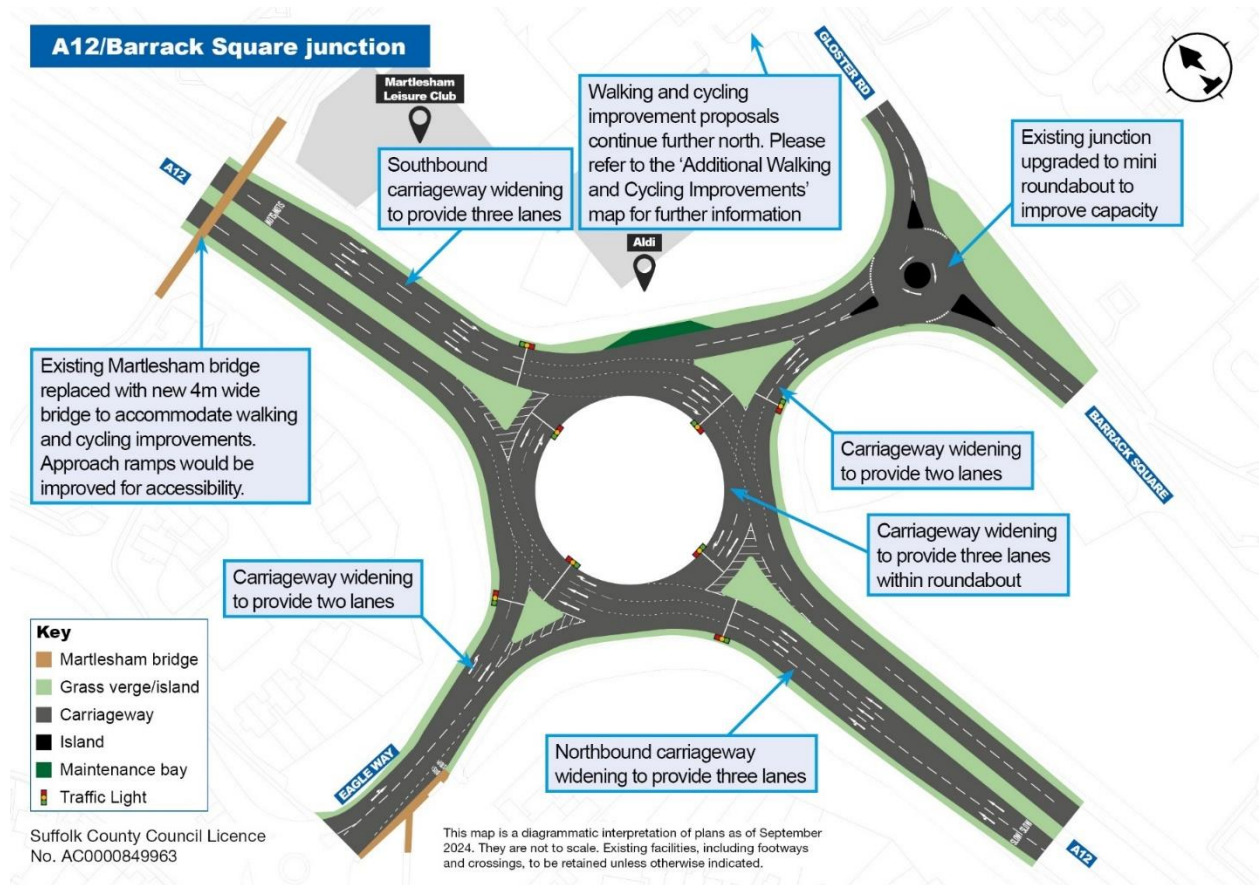 A12/Barrack Square junction
Martlesham
Leisure Club
A12
Southbound
carriageway widening
to provide three lanes
Walking and cycling
improvement proposals
continue further north. Please
refer to the ‘Additional Walking
and Cycling Improvements’
map for further information
GLOSTER RD
Existing junction
upgraded to mini
roundabout to
improve capacity
Aldi
SLOW
SLOW
Existing Martlesham bridge
replaced with new 4m wide
bridge to accommodate walking
and cycling improvements.
Approach ramps would be
improved for accessibility.
BARRACK SQUARE
Carriageway widening
to provide two lanes
Carriageway widening
to provide three lanes
within roundabout
Carriageway widening
to provide two lanes
Northbound carriageway
widening to provide three lanes
EAGLE WAY
SLOW
SLOW
SLOW
A12
Key
Martlesham bridge
Grass verge/island
Carriageway
Island
Maintenance bay
Traffic Light
Suffolk County Council Licence
No. AC0000849963
This map is a diagrammatic interpretation of plans as of September
2024. They are not to scale. Existing facilities, including footways
and crossings, to be retained unless otherwise indicated.